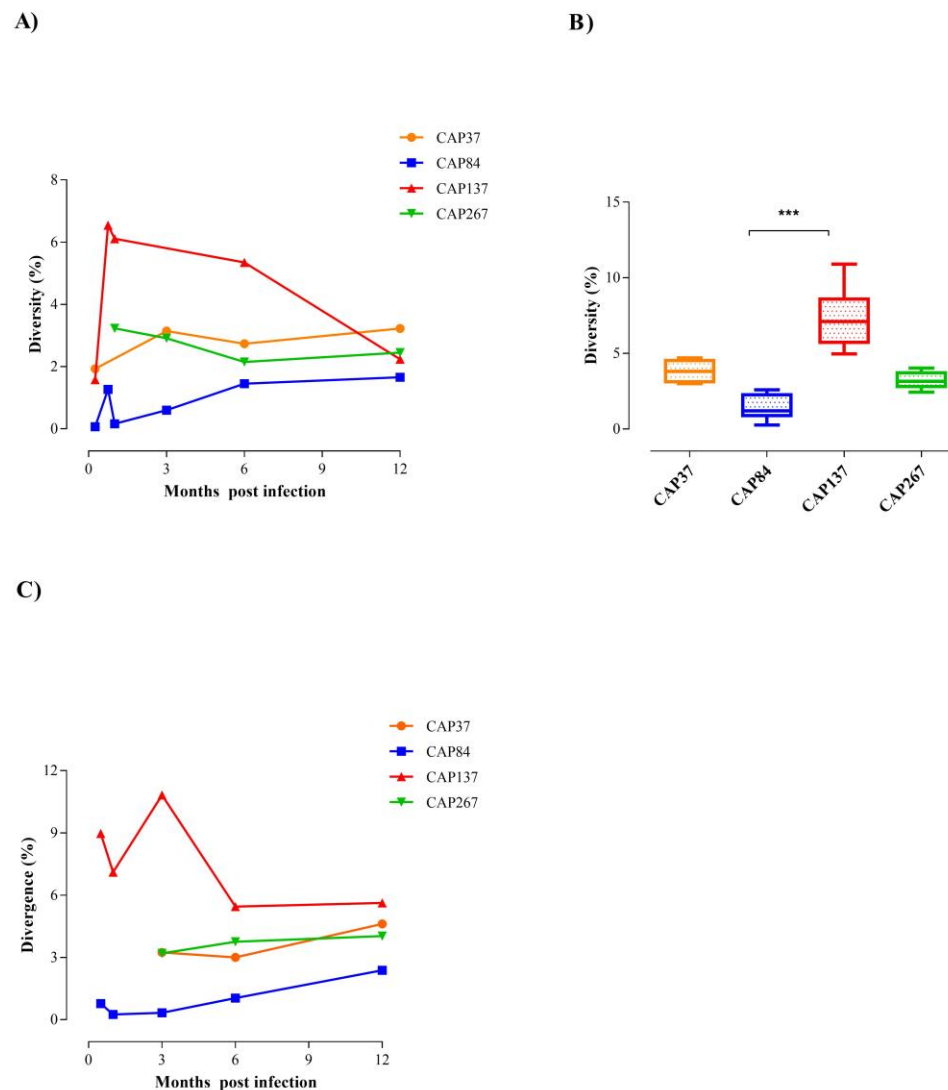 A)
CAP37
CAP84
CAP137
CAP267
8
6
4
2
0
Diversity (%)
0 3 6 9 12
Months post infection
B)
***
15
10
5
0
Diversity (%)
CAP37
CAP84
CAP137
CAP267
C)
CAP37
CAP84
CAP137
CAP267
12
9
6
3
0
Divergence (%)
0 3 6 9 12
Months post infection